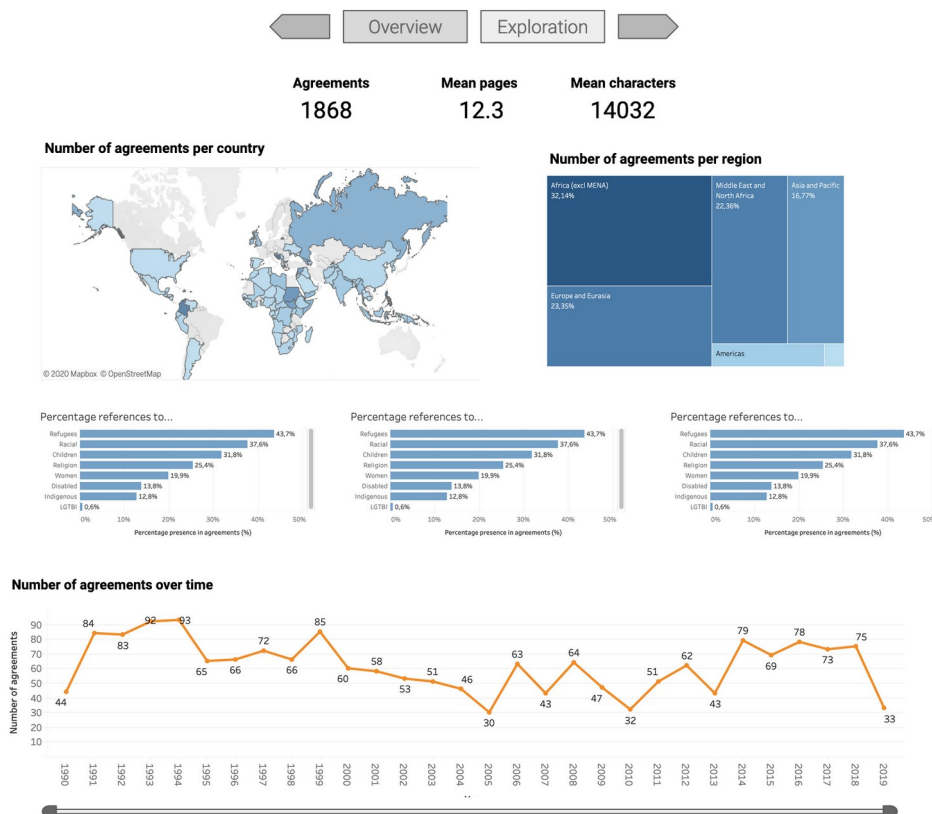 Overview Exploration
Agreements Mean pages Mean characters
1868 12.3 14032
Number of agreements per country
© 2020 Mapbox © OpenStreetMap
Number of agreements per region
Africa (excl MENA)
32,14%
Middle East and
North Africa
22,36%
Asia and Pacific
16,77%
Europe and Eurasia
23,35%
Americas
Percentage references to...
Refugees 43,7%
Racial 37,6%
Children 31,8%
Religion 25,4%
Women 19,9%
Disabled 13,8%
Indigenous 12,8%
LGTBI 0,6%
0% 10% 20% 30% 40% 50%
Percentage presence in agreements (%)
Percentage references to...
Refugees 43,7%
Racial 37,6%
Children 31,8%
Religion 25,4%
Women 19,9%
Disabled 13,8%
Indigenous 12,8%
LGTBI 0,6%
0% 10% 20% 30% 40% 50%
Percentage presence in agreements (%)
Percentage references to...
Refugees 43,7%
Racial 37,6%
Children 31,8%
Religion 25,4%
Women 19,9%
Disabled 13,8%
Indigenous 12,8%
LGTBI 0,6%
0% 10% 20% 30% 40% 50%
Percentage presence in agreements (%)
Number of agreements over time
Number of agreements
90
80
70
60
50
40
30
20
10
44 84 83 92 93 65 66 72 66 85 60 58 53 51 46 30 63 43 64 47 32 51 62 43 79 69 78 73 75 33
1990 1991 1992 1993 1994 1995 1996 1997 1998 1999 2000 2001 2002 2003 2004 2005 2006 2007 2008 2009 2010 2011 2012 2013 2014 2015 2016 2017 2018 2019